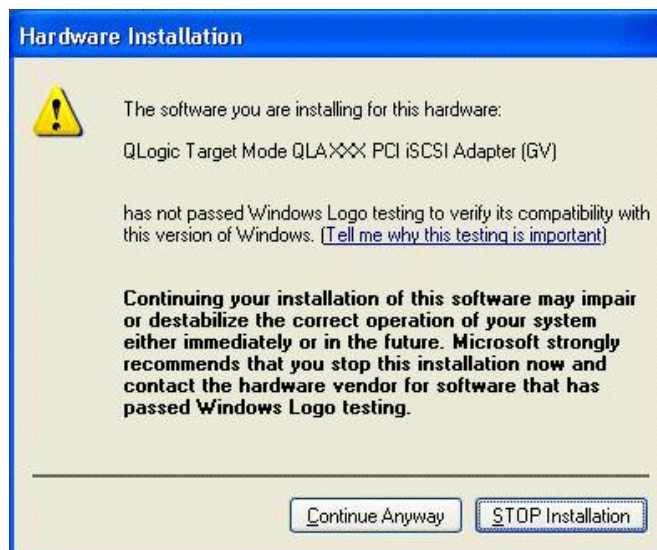 Hardware Installation
The software you are installing for this hardware:
QLogic Target Mode QLAXXX PCI iSCSI Adapter (GV)
has not passed Windows Logo testing to verify its compatibility with
this version of Windows. (Tell me why this testing is important)
Continuing your installation of this software may impair
or destabilize the correct operation of your system
either immediately or in the future. Microsoft strongly
recommends that you stop this installation now and
contact the hardware vendor for software that has
passed Windows Logo testing.
Continue Anyway
STOP Installation